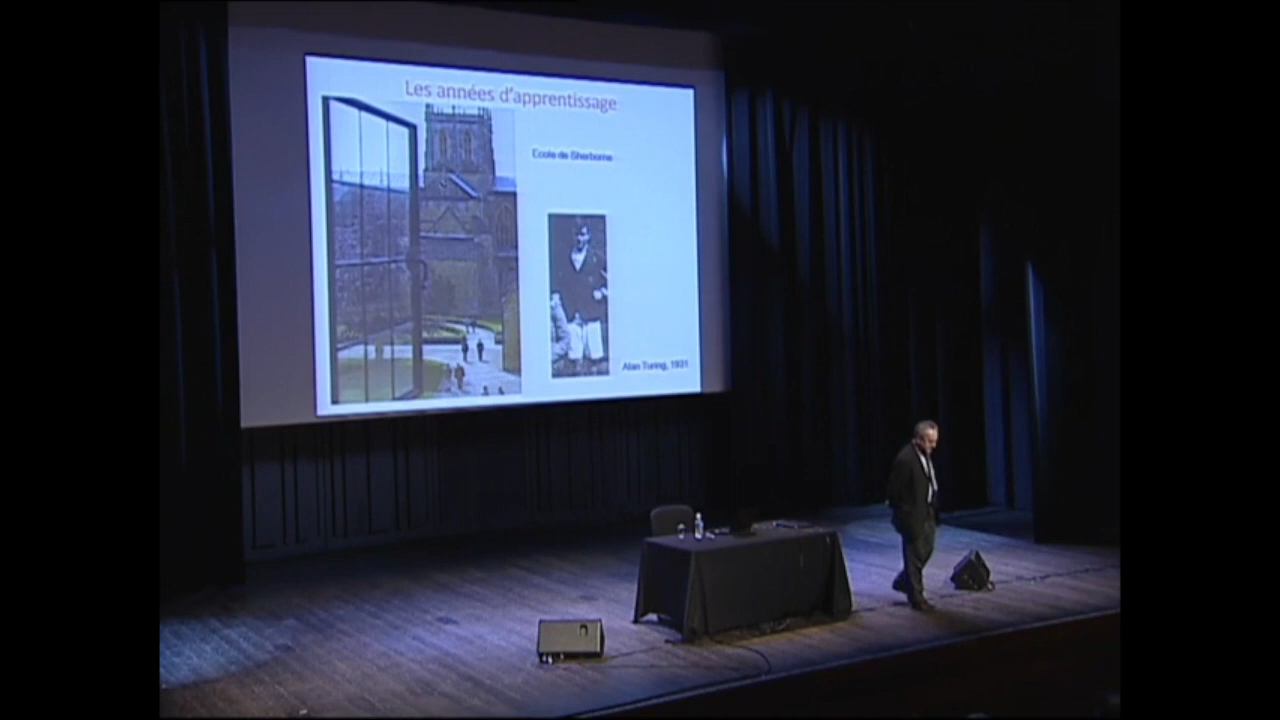 Les années d'apprentissage
Ecole de Sherborne
Alan Turing, 1931